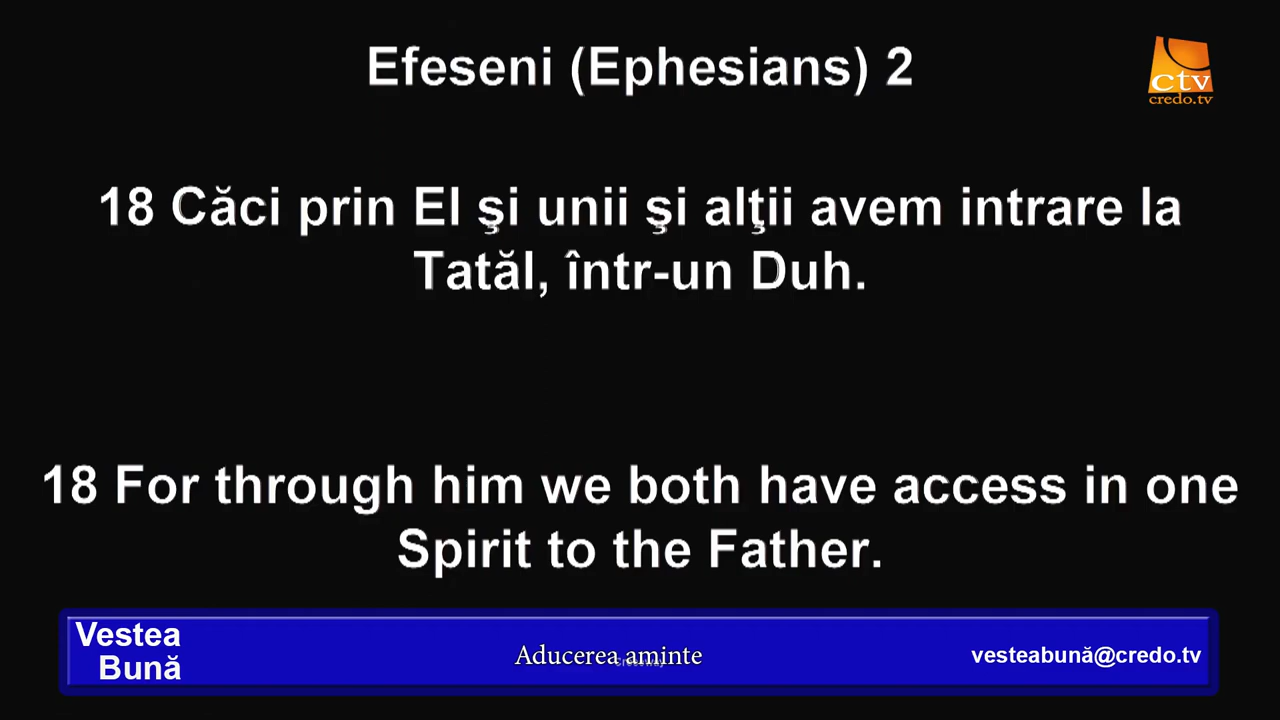 Efeseni (Ephesians) 2
ctv
credo.tv
18 Căci prin El şi unii şi alţii avem intrare la
Tatăl, într-un Duh.
18 For through him we both have access in one
Spirit to the Father.
Vestea
Bună
Aducerea aminte
vesteabună@credo.tv